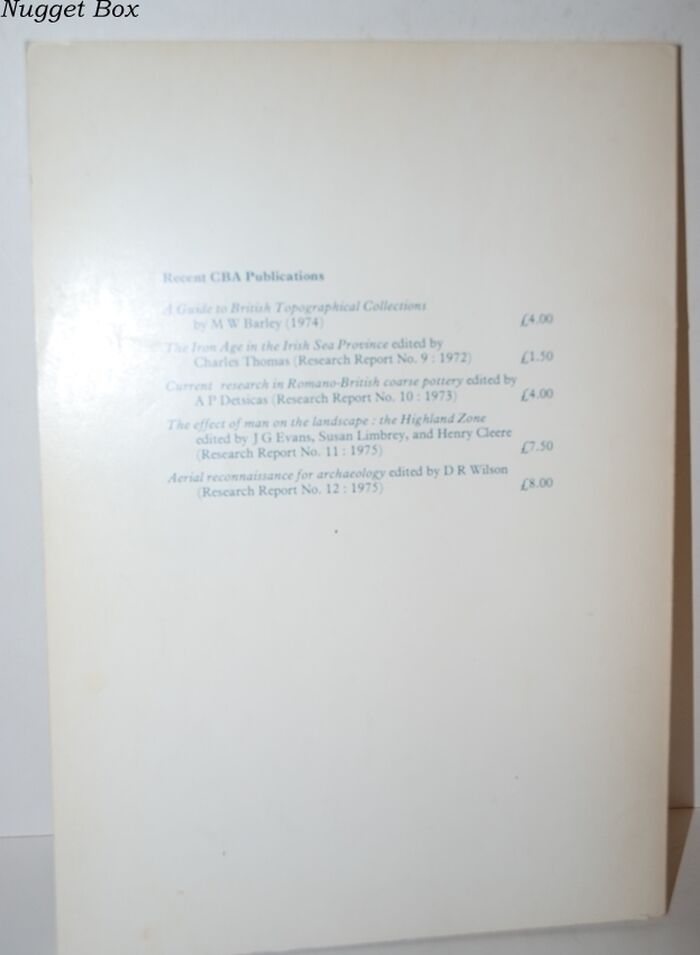 Nugget Box
Recent CBA Publications
A Guide to British Topographical Collections
by M W Barley (1974) £4.00
The Iron Age in the Irish Sea Province edited by
Charles Thomas (Research Report No. 9 : 1972) £1.50
Current research in Romano-British coarse pottery edited by
A P Detsicas (Research Report No. 10 : 1973) £4.00
The effect of man on the landscape : the Highland Zone
edited by J G Evans, Susan Limbrey, and Henry Cleere
(Research Report No. 11 : 1975) £7.50
Aerial reconnaissance for archaeology edited by D R Wilson
(Research Report No. 12 : 1975) £8.00